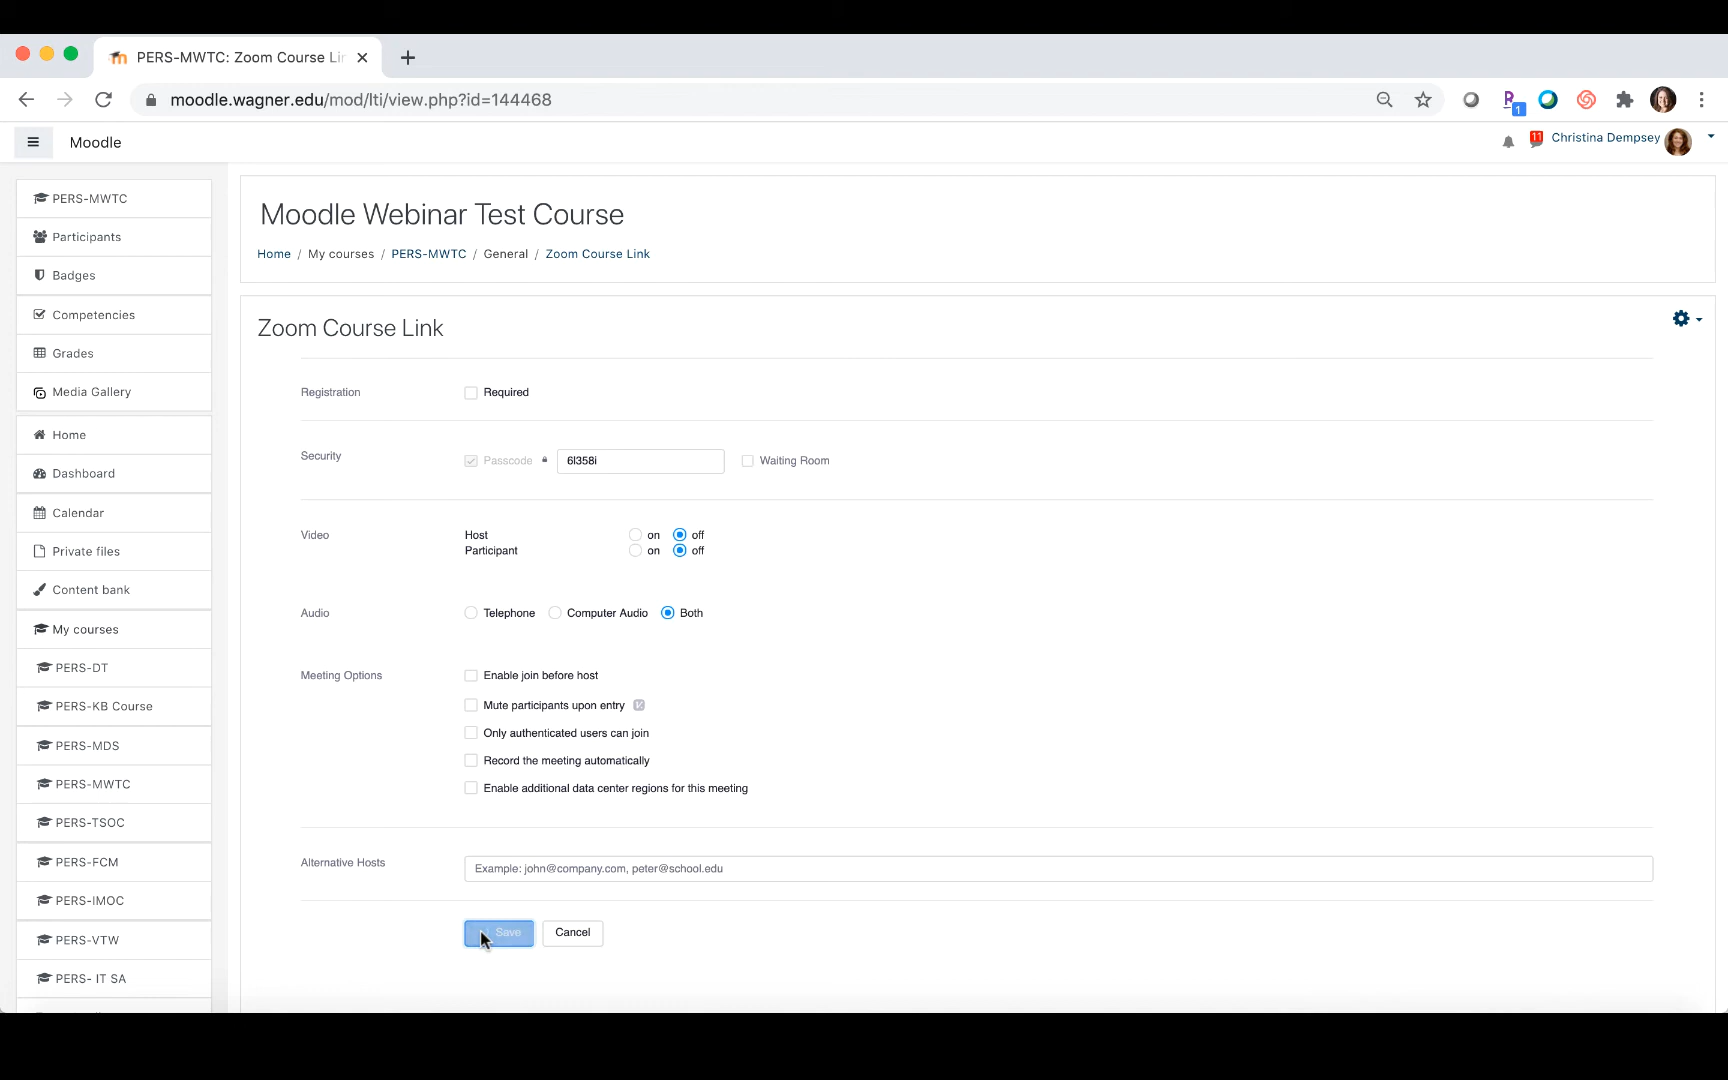 PERS-MWTC: Zoom Course Lir
moodle.wagner.edu/mod/lti/view.php?id=144468
1
Moodle
11
Christina Dempsey
PERS-MWTC
Participants
Badges
Competencies
Grades
Media Gallery
Home
Dashboard
Calendar
Private files
Content bank
My courses
PERS-DT
PERS-KB Course
PERS-MDS
PERS-MWTC
PERS-TSOC
PERS-FCM
PERS-IMOC
PERS-VTW
PERS- IT SA
Moodle Webinar Test Course
Home / My courses / PERS-MWTC / General / Zoom Course Link
Zoom Course Link
Registration Required
Security Passcode 6l358i Waiting Room
Video Host on off
Participant on off
Audio Telephone Computer Audio Both
Meeting Options Enable join before host
Mute participants upon entry
Only authenticated users can join
Record the meeting automatically
Enable additional data center regions for this meeting
Alternative Hosts Example: john@company.com, peter@school.edu
Save Cancel